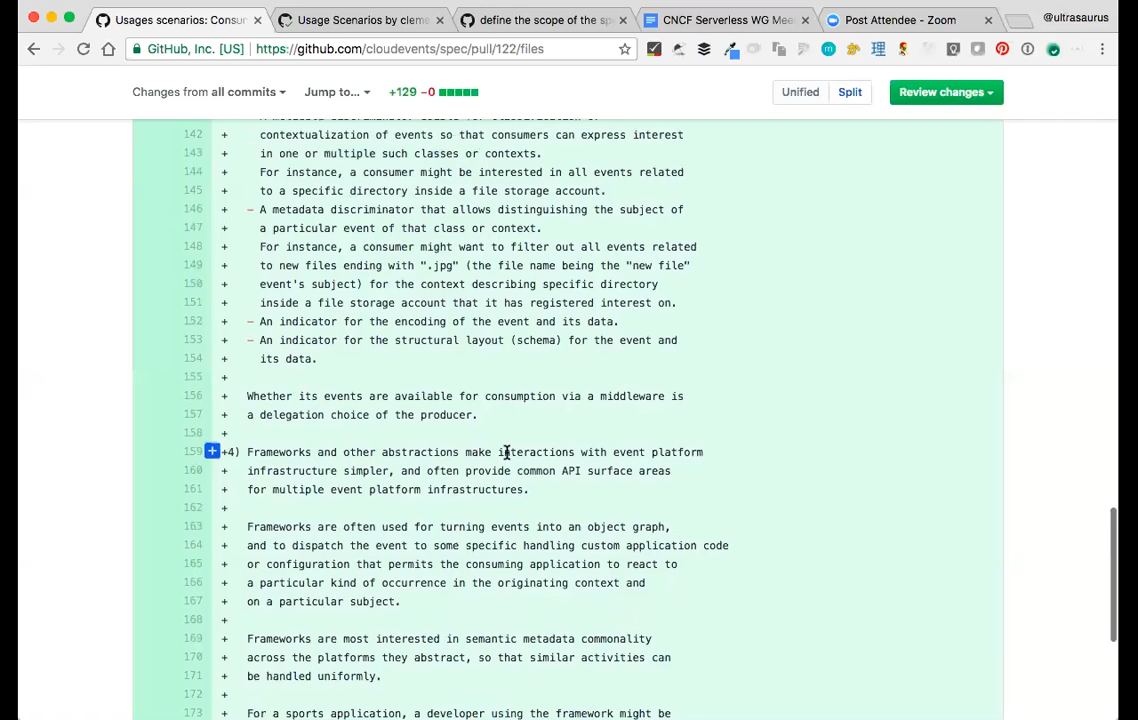 Usages scenarios: Consun
Usage Scenarios by cleme
define the scope of the sp
CNCF Serverless WG Mee
Post Attendee - Zoom
@ultrasaurus
GitHub, Inc. [US]
https://github.com/cloudevents/spec/pull/122/files
Changes from all commits
Jump to...
+129 −0
Unified
Split
Review changes
142 + contextualization of events so that consumers can express interest
143 + in one or multiple such classes or contexts.
144 + For instance, a consumer might be interested in all events related
145 + to a specific directory inside a file storage account.
146 + - A metadata discriminator that allows distinguishing the subject of
147 + a particular event of that class or context.
148 + For instance, a consumer might want to filter out all events related
149 + to new files ending with ".jpg" (the file name being the "new file"
150 + event's subject) for the context describing specific directory
151 + inside a file storage account that it has registered interest on.
152 + - An indicator for the encoding of the event and its data.
153 + - An indicator for the structural layout (schema) for the event and
154 + its data.
155 +
156 + Whether its events are available for consumption via a middleware is
157 + a delegation choice of the producer.
158 +
159 +4) Frameworks and other abstractions make interactions with event platform
160 + infrastructure simpler, and often provide common API surface areas
161 + for multiple event platform infrastructures.
162 +
163 + Frameworks are often used for turning events into an object graph,
164 + and to dispatch the event to some specific handling custom application code
165 + or configuration that permits the consuming application to react to
166 + a particular kind of occurrence in the originating context and
167 + on a particular subject.
168 +
169 + Frameworks are most interested in semantic metadata commonality
170 + across the platforms they abstract, so that similar activities can
171 + be handled uniformly.
172 +
173 + For a sports application, a developer using the framework might be